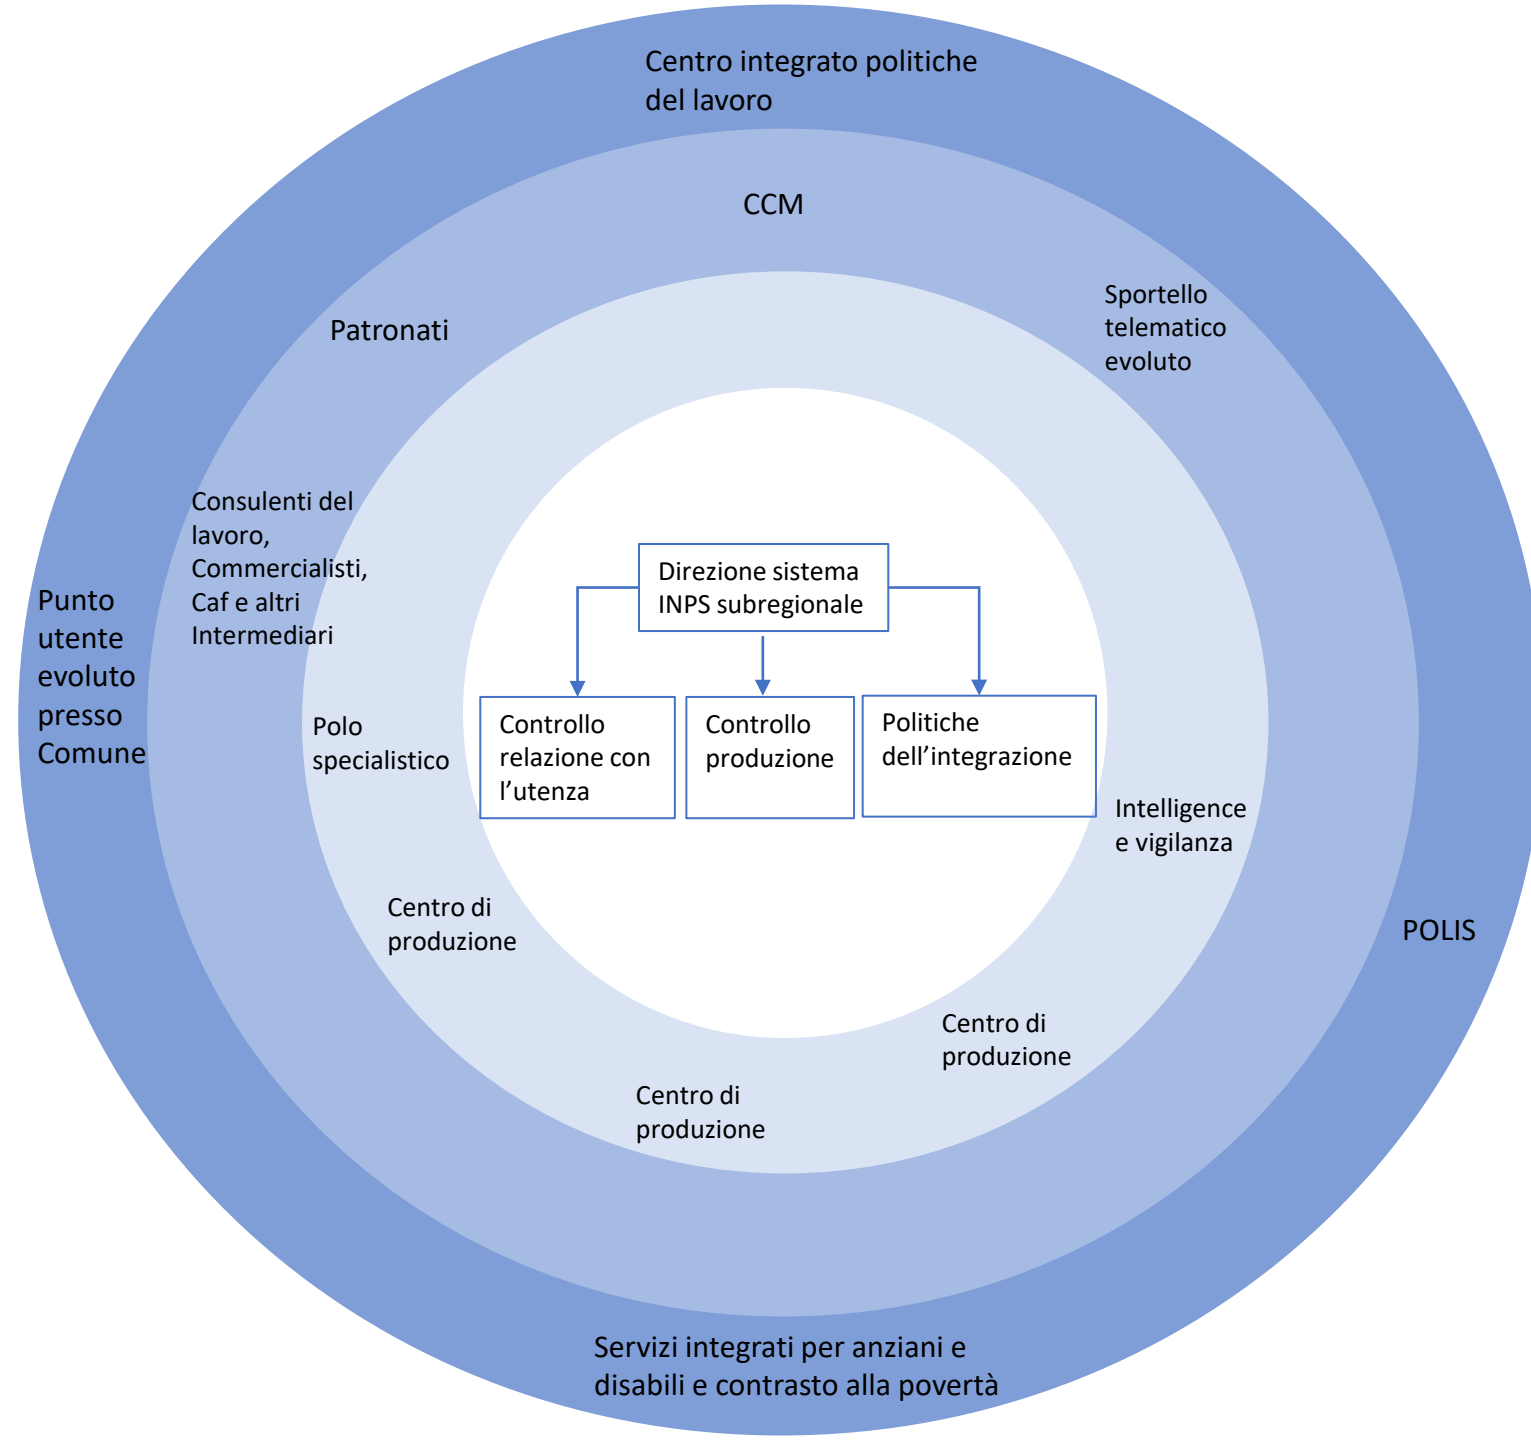 Centro integrato politiche
del lavoro
CCM
Sportello
telematico
evoluto
Patronati
Consulenti del
lavoro,
Commercialisti,
Caf e altri
Intermediari
Punto
utente
evoluto
presso
Comune
Direzione sistema
INPS subregionale
Controllo
relazione con
l’utenza
Controllo
produzione
Politiche
dell’integrazione
Polo
specialistico
Intelligence
e vigilanza
Centro di
produzione
POLIS
Centro di
produzione
Centro di
produzione
Servizi integrati per anziani e
disabili e contrasto alla povertà